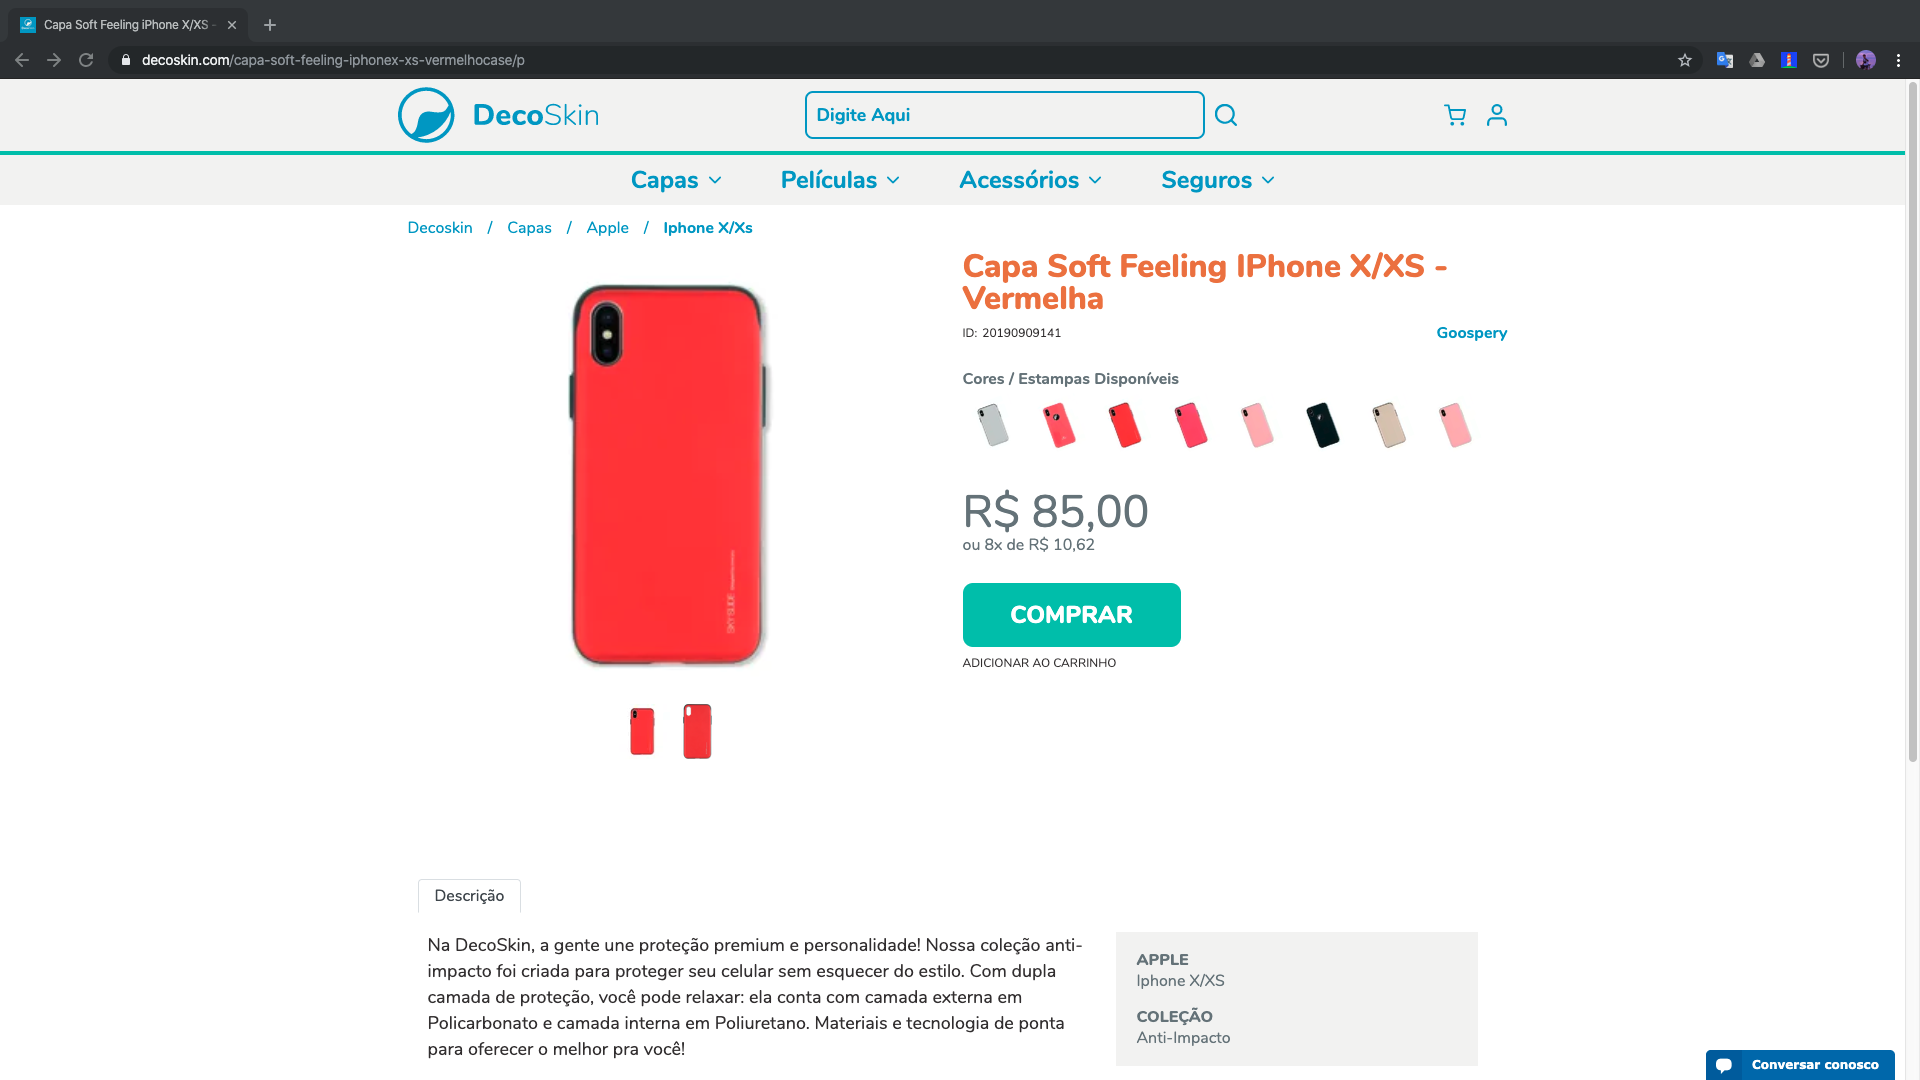 Capa Soft Feeling iPhone X/XS -
decoskin.com/capa-soft-feeling-iphonex-xs-vermelhocase/p
DecoSkin
Digite Aqui
Capas
Películas
Acessórios
Seguros
Decoskin / Capas / Apple / Iphone X/Xs
Capa Soft Feeling IPhone X/XS -
Vermelha
ID: 20190909141
Goospery
Cores / Estampas Disponíveis
R$ 85,00
ou 8x de R$ 10,62
COMPRAR
ADICIONAR AO CARRINHO
Descrição
Na DecoSkin, a gente une proteção premium e personalidade! Nossa coleção anti-
impacto foi criada para proteger seu celular sem esquecer do estilo. Com dupla
camada de proteção, você pode relaxar: ela conta com camada externa em
Policarbonato e camada interna em Poliuretano. Materiais e tecnologia de ponta
para oferecer o melhor pra você!
APPLE
Iphone X/XS
COLEÇÃO
Anti-Impacto
Conversar conosco